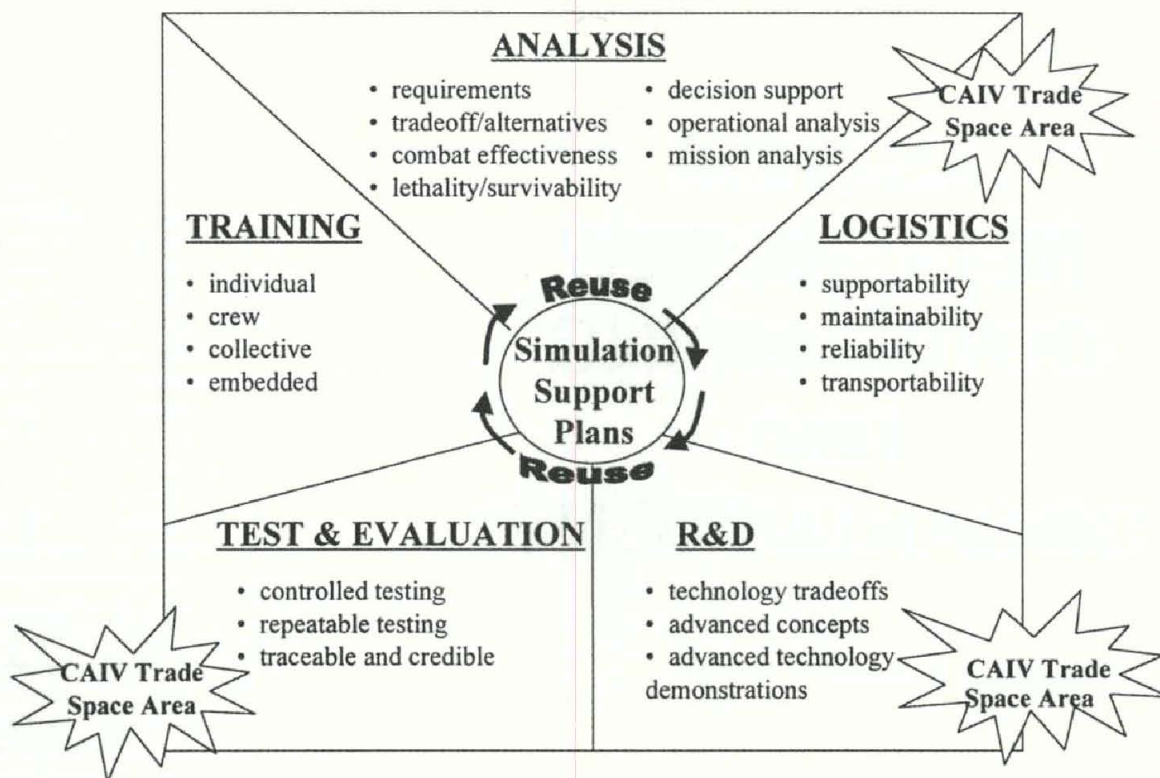 ANALYSIS
• requirements
• tradeoff/alternatives
• combat effectiveness
• lethality/survivability
• decision support
• operational analysis
• mission analysis
CAIV Trade
Space Area
TRAINING
• individual
• crew
• collective
• embedded
LOGISTICS
• supportability
• maintainability
• reliability
• transportability
Reuse
Simulation
Support
Plans
Reuse
TEST & EVALUATION
• controlled testing
• repeatable testing
• traceable and credible
R&D
• technology tradeoffs
• advanced concepts
• advanced technology
demonstrations
CAIV Trade
Space Area
CAIV Trade
Space Area